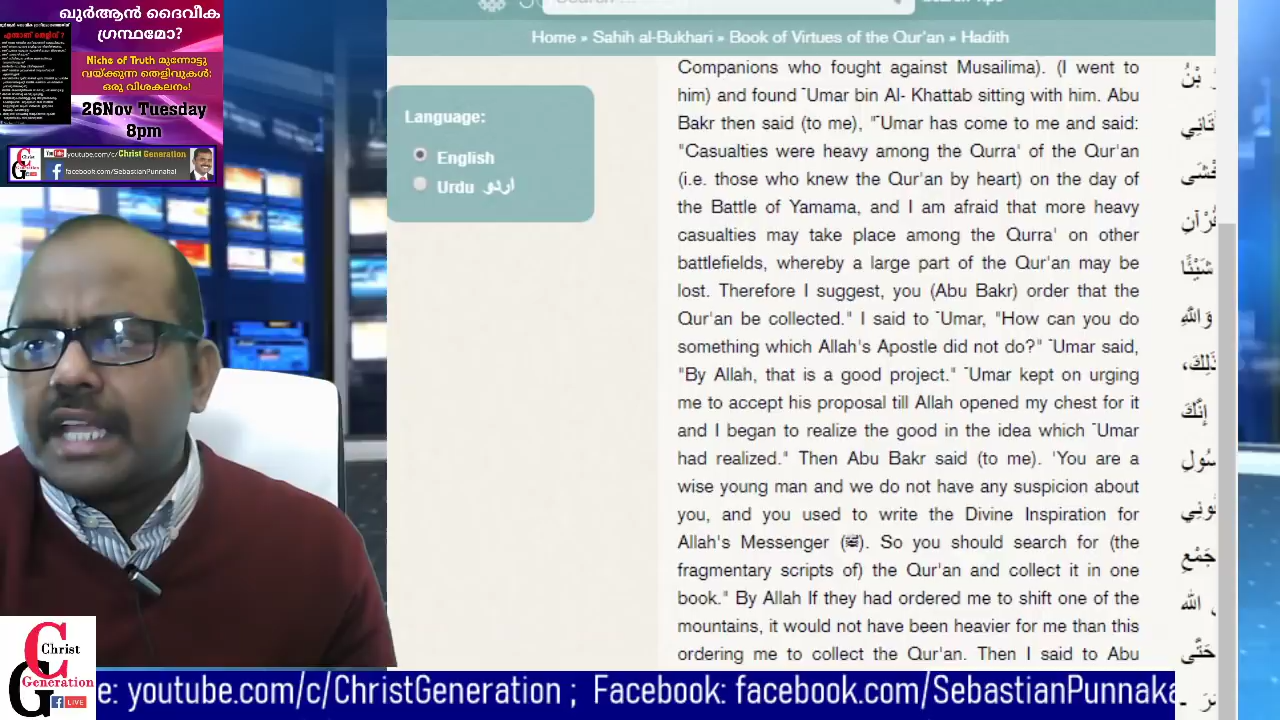 ഖുർആൻ ദൈവീക
ഗ്രന്ഥമോ?
എന്താണ് തെളിവ് ?
Niche of Truth മുന്നോട്ടു
വയ്ക്കുന്ന തെളിവുകൾ:
ഒരു വിശകലനം!
26Nov Tuesday
8pm
youtube.com/c/Christ Generation
facebook.com/SebastianPunnakal
Home » Sahih al-Bukhari » Book of Virtues of the Qur'an » Hadith
Language:
English
Urdu اردو
Companions who fought against Musailima). (I went to
him) and found `Umar bin Al-Khattab sitting with him. Abu
Bakr then said (to me), "Umar has come to me and said:
"Casualties were heavy among the Qurra' of the Qur'an
(i.e. those who knew the Qur'an by heart) on the day of
the Battle of Yamama, and I am afraid that more heavy
casualties may take place among the Qurra' on other
battlefields, whereby a large part of the Qur'an may be
lost. Therefore I suggest, you (Abu Bakr) order that the
Qur'an be collected." I said to `Umar, "How can you do
something which Allah's Apostle did not do?" `Umar said,
"By Allah, that is a good project." `Umar kept on urging
me to accept his proposal till Allah opened my chest for it
and I began to realize the good in the idea which `Umar
had realized." Then Abu Bakr said (to me). 'You are a
wise young man and we do not have any suspicion about
you, and you used to write the Divine Inspiration for
Allah's Messenger (ﷺ). So you should search for (the
fragmentary scripts of) the Qur'an and collect it in one
book." By Allah If they had ordered me to shift one of the
mountains, it would not have been heavier for me than this
ordering me to collect the Qur'an. Then I said to Abu
بْنُ
شَيْئًا
وَاللَّهِ
ذَلِكَ،
إِنَّكَ
الله
حَتَّى
Christ
Generation
LIVE
e: youtube.com/c/ChristGeneration ; Facebook: facebook.com/SebastianPunnaka